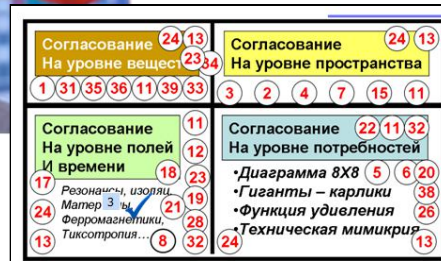 Согласование 24 13
На уровне вещест 23 34
1 31 35 36 11 39 33
Согласование 24 13
На уровне пространства
3 2 4 7 15 11
Согласование 11
На уровне полей 12
И времени 18 23
17 Резонансы, изоляц
24 3 21 19
Ферромагнетики, 28
13 Тиксотропия... 8 32
Согласование 22 11 32
На уровне потребностей
•Диаграмма 8Х8 5 6 20
•Гиганты – карлики 38
•Функция удивления 26
•Техническая мимикрия
24 13